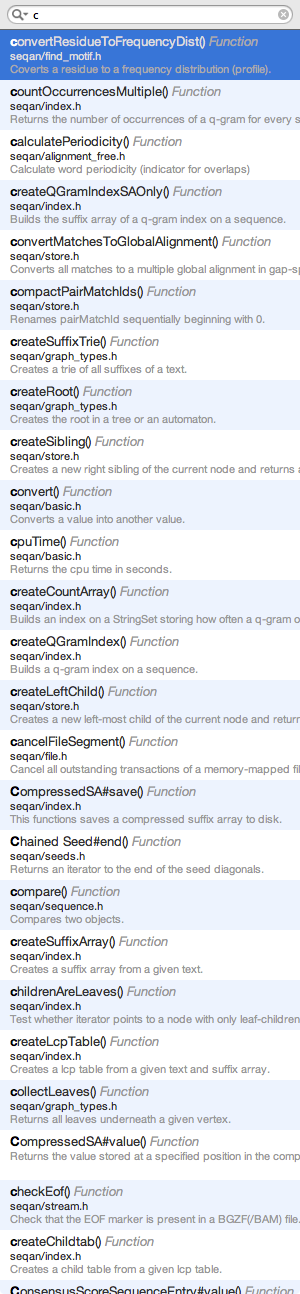 c
convertResidueToFrequencyDist() Function
seqan/find_motif.h
Coverts a residue to a frequency distribution (profile).
countOccurrencesMultiple() Function
seqan/index.h
Returns the number of occurrences of a q-gram for every s
calculatePeriodicity() Function
seqan/alignment_free.h
Calculate word periodicity (indicator for overlaps)
createQGramIndexSAOnly() Function
seqan/index.h
Builds the suffix array of a q-gram index on a sequence.
convertMatchesToGlobalAlignment() Function
seqan/store.h
Converts all matches to a multiple global alignment in gap-sp
compactPairMatchIds() Function
seqan/store.h
Renames pairMatchId sequentially beginning with 0.
createSuffixTrie() Function
seqan/graph_types.h
Creates a trie of all suffixes of a text.
createRoot() Function
seqan/graph_types.h
Creates the root in a tree or an automaton.
createSibling() Function
seqan/store.h
Creates a new right sibling of the current node and returns a
convert() Function
seqan/basic.h
Converts a value into another value.
cpuTime() Function
seqan/basic.h
Returns the cpu time in seconds.
createCountArray() Function
seqan/index.h
Builds an index on a StringSet storing how often a q-gram o
createQGramIndex() Function
seqan/index.h
Builds a q-gram index on a sequence.
createLeftChild() Function
seqan/store.h
Creates a new left-most child of the current node and return
cancelFileSegment() Function
seqan/file.h
Cancel all outstanding transactions of a memory-mapped fil
CompressedSA#save() Function
seqan/index.h
This functions saves a compressed suffix array to disk.
Chained Seed#end() Function
seqan/seeds.h
Returns an iterator to the end of the seed diagonals.
compare() Function
seqan/sequence.h
Compares two objects.
createSuffixArray() Function
seqan/index.h
Creates a suffix array from a given text.
childrenAreLeaves() Function
seqan/index.h
Test whether iterator points to a node with only leaf-children
createLcpTable() Function
seqan/index.h
Creates a lcp table from a given text and suffix array.
collectLeaves() Function
seqan/graph_types.h
Returns all leaves underneath a given vertex.
CompressedSA#value() Function
Returns the value stored at a specified position in the comp
checkEof() Function
seqan/stream.h
Check that the EOF marker is present in a BGZF(/BAM) file.
createChildtab() Function
seqan/index.h
Creates a child table from a given lcp table.
ConsensusScoreSequenceEntry#value() Function